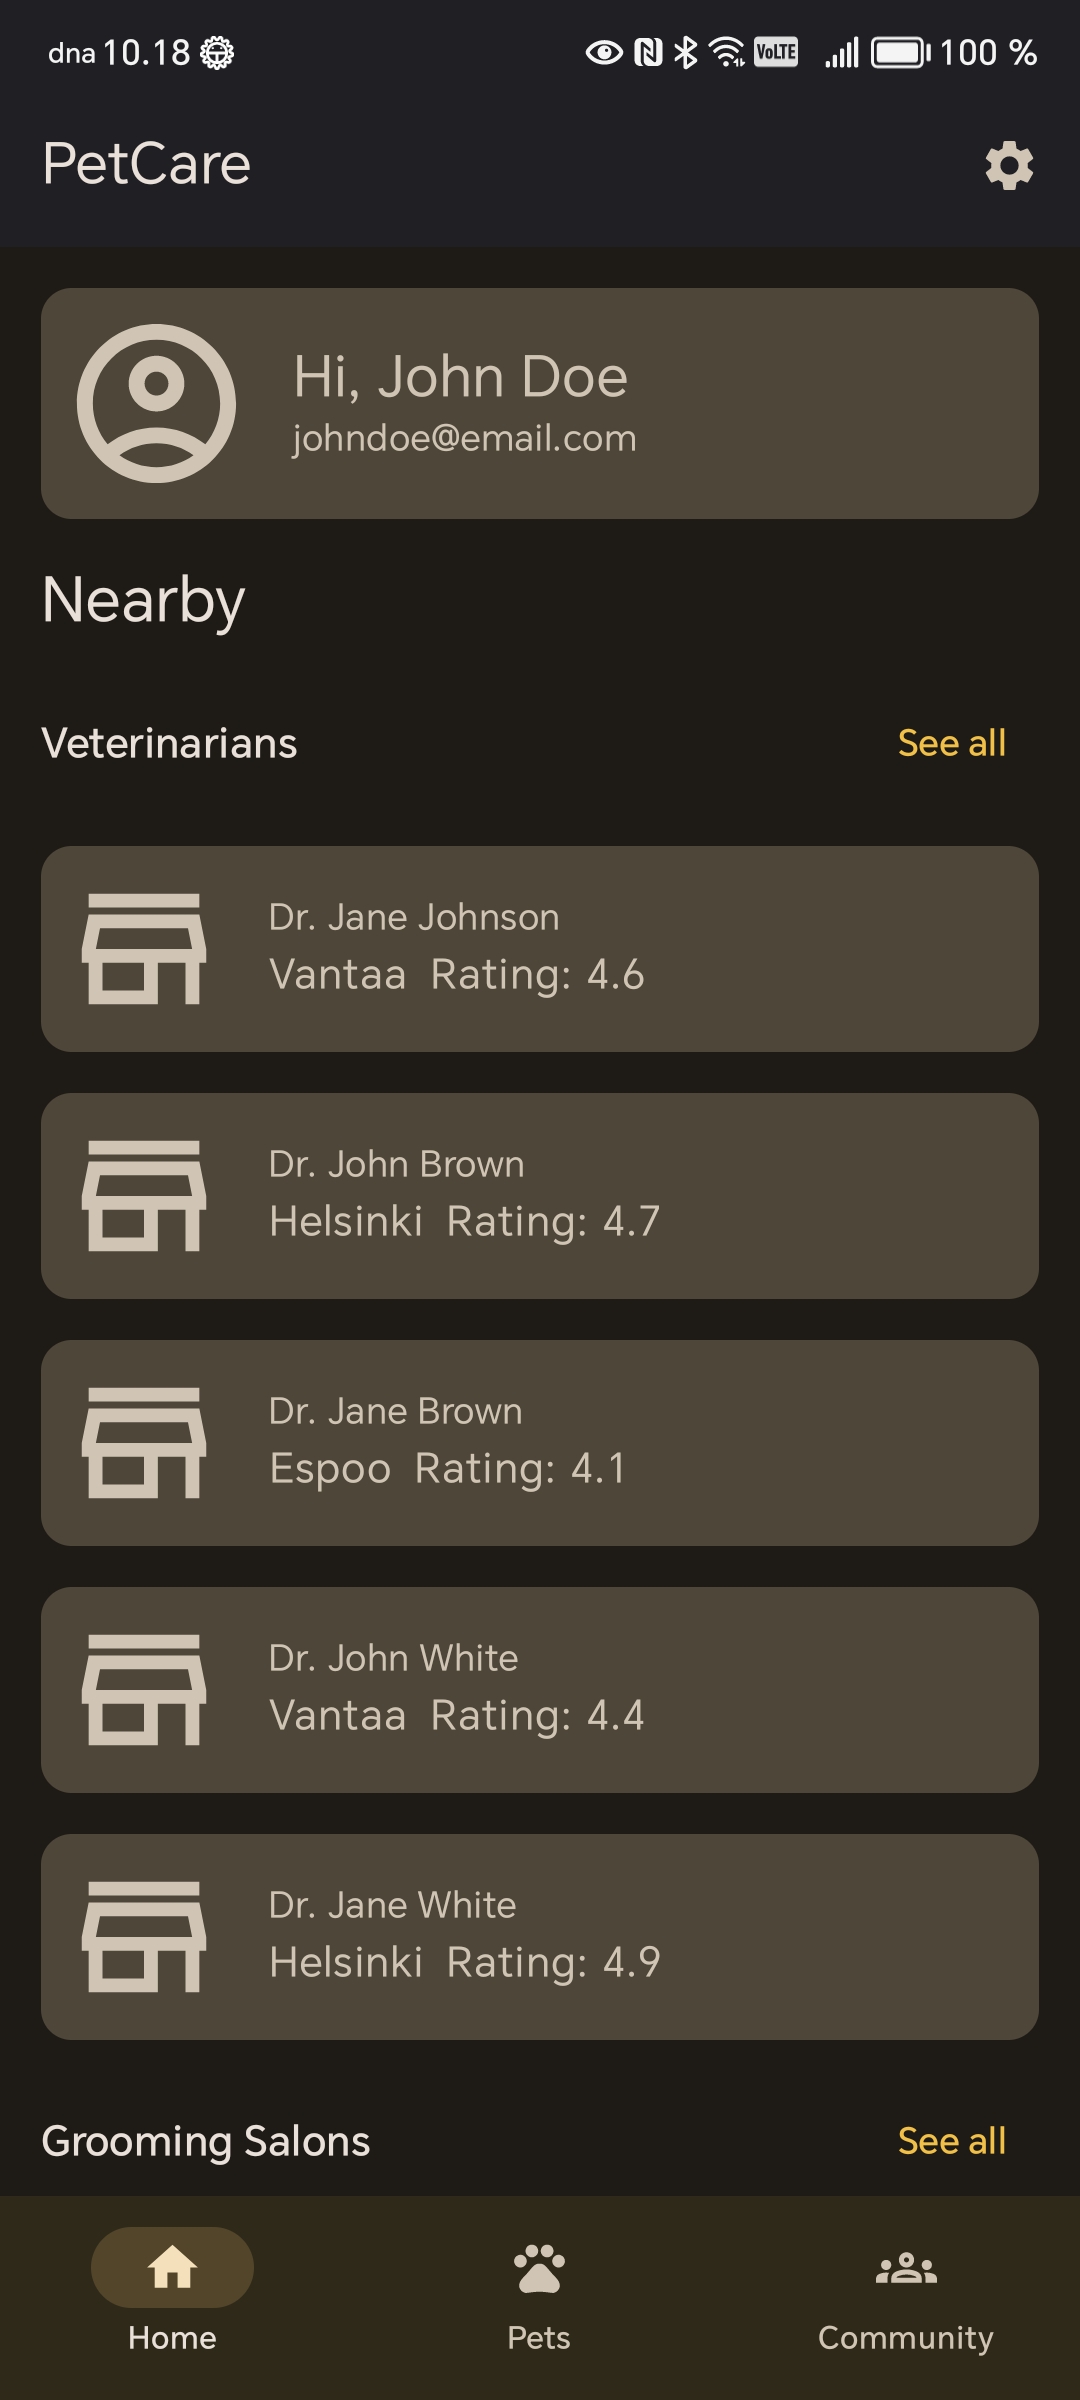 dna 10.18 VoLTE 100 %
PetCare
Hi, John Doe
johndoe@email.com
Nearby
Veterinarians See all
Dr. Jane Johnson
Vantaa Rating: 4.6
Dr. John Brown
Helsinki Rating: 4.7
Dr. Jane Brown
Espoo Rating: 4.1
Dr. John White
Vantaa Rating: 4.4
Dr. Jane White
Helsinki Rating: 4.9
Grooming Salons See all
Home Pets Community